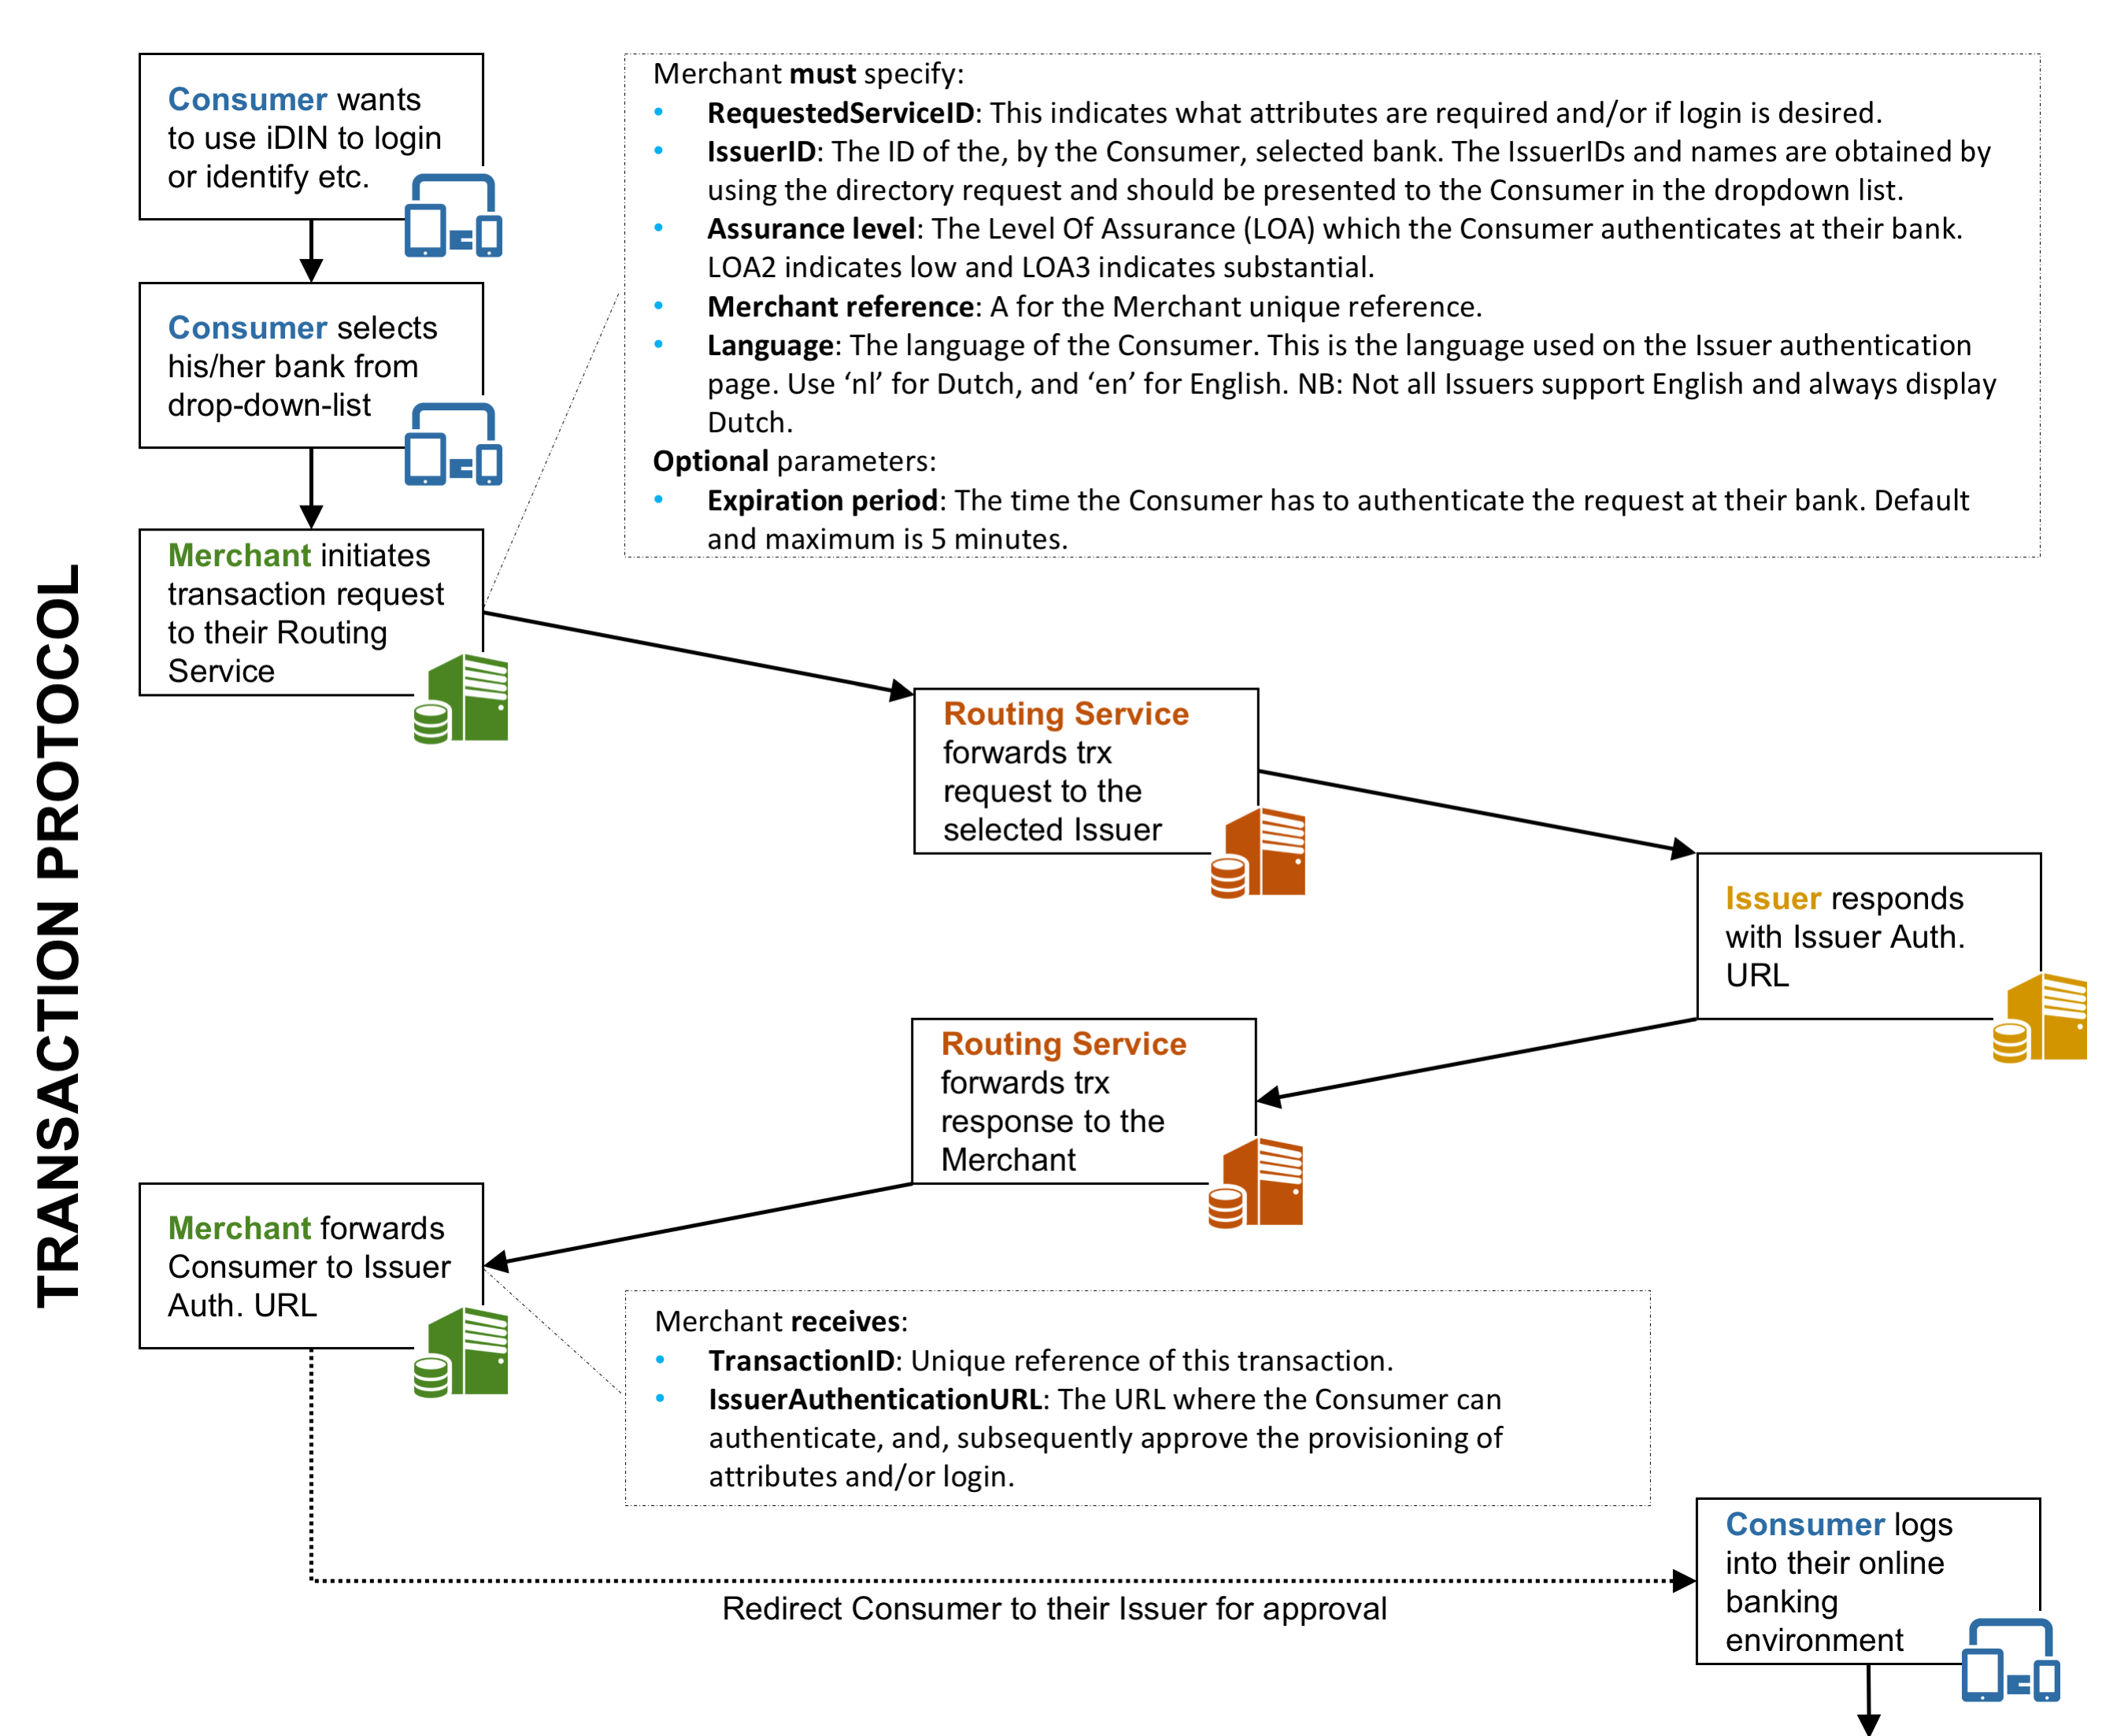 TRANSACTION PROTOCOL
Consumer wants
to use iDIN to login
or identify etc.
Consumer selects
his/her bank from
drop-down-list
Merchant initiates
transaction request
to their Routing
Service
Merchant must specify:
• RequestedServiceID: This indicates what attributes are required and/or if login is desired.
• IssuerID: The ID of the, by the Consumer, selected bank. The IssuerIDs and names are obtained by
using the directory request and should be presented to the Consumer in the dropdown list.
• Assurance level: The Level Of Assurance (LOA) which the Consumer authenticates at their bank.
LOA2 indicates low and LOA3 indicates substantial.
• Merchant reference: A for the Merchant unique reference.
• Language: The language of the Consumer. This is the language used on the Issuer authentication
page. Use ‘nl’ for Dutch, and ‘en’ for English. NB: Not all Issuers support English and always display
Dutch.
Optional parameters:
• Expiration period: The time the Consumer has to authenticate the request at their bank. Default
and maximum is 5 minutes.
Routing Service
forwards trx
request to the
selected Issuer
Issuer responds
with Issuer Auth.
URL
Routing Service
forwards trx
response to the
Merchant
Merchant forwards
Consumer to Issuer
Auth. URL
Merchant receives:
• TransactionID: Unique reference of this transaction.
• IssuerAuthenticationURL: The URL where the Consumer can
authenticate, and, subsequently approve the provisioning of
attributes and/or login.
Redirect Consumer to their Issuer for approval
Consumer logs
into their online
banking
environment